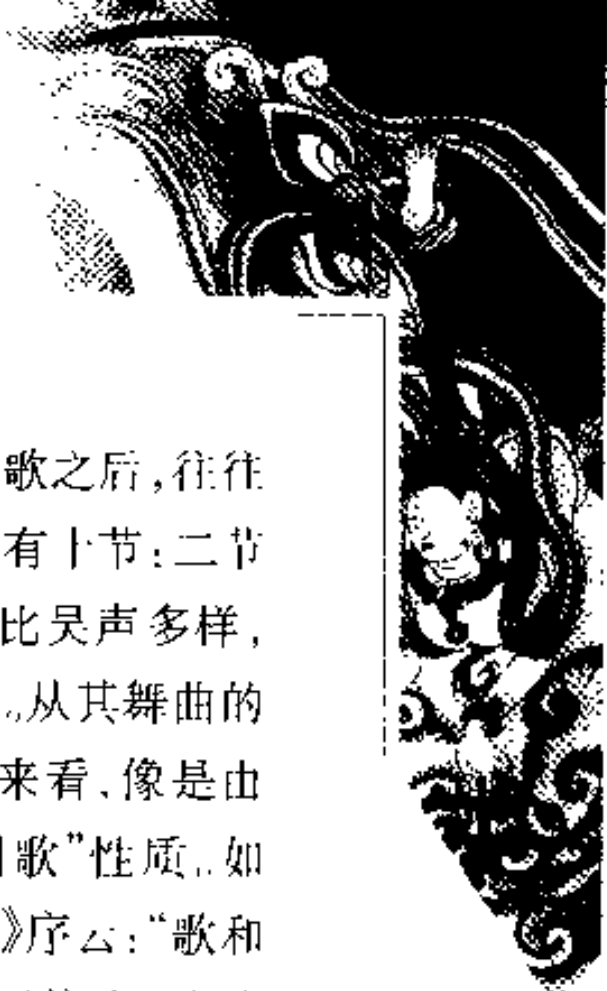 歌之后，往往
有十节；二节
比吴声多样，
。从其舞曲的
来看，像是由
歌”性质。如
》序云：“歌和